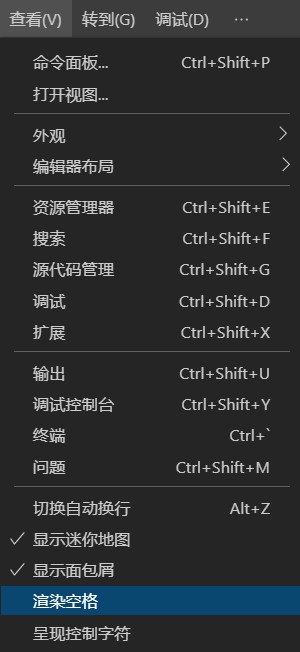 查看(V) 转到(G) 调试(D) ···
命令面板... Ctrl+Shift+P
打开视图...
外观
编辑器布局
资源管理器 Ctrl+Shift+E
搜索 Ctrl+Shift+F
源代码管理 Ctrl+Shift+G
调试 Ctrl+Shift+D
扩展 Ctrl+Shift+X
输出 Ctrl+Shift+U
调试控制台 Ctrl+Shift+Y
终端 Ctrl+`
问题 Ctrl+Shift+M
切换自动换行 Alt+Z
显示迷你地图
显示面包屑
渲染空格
呈现控制字符